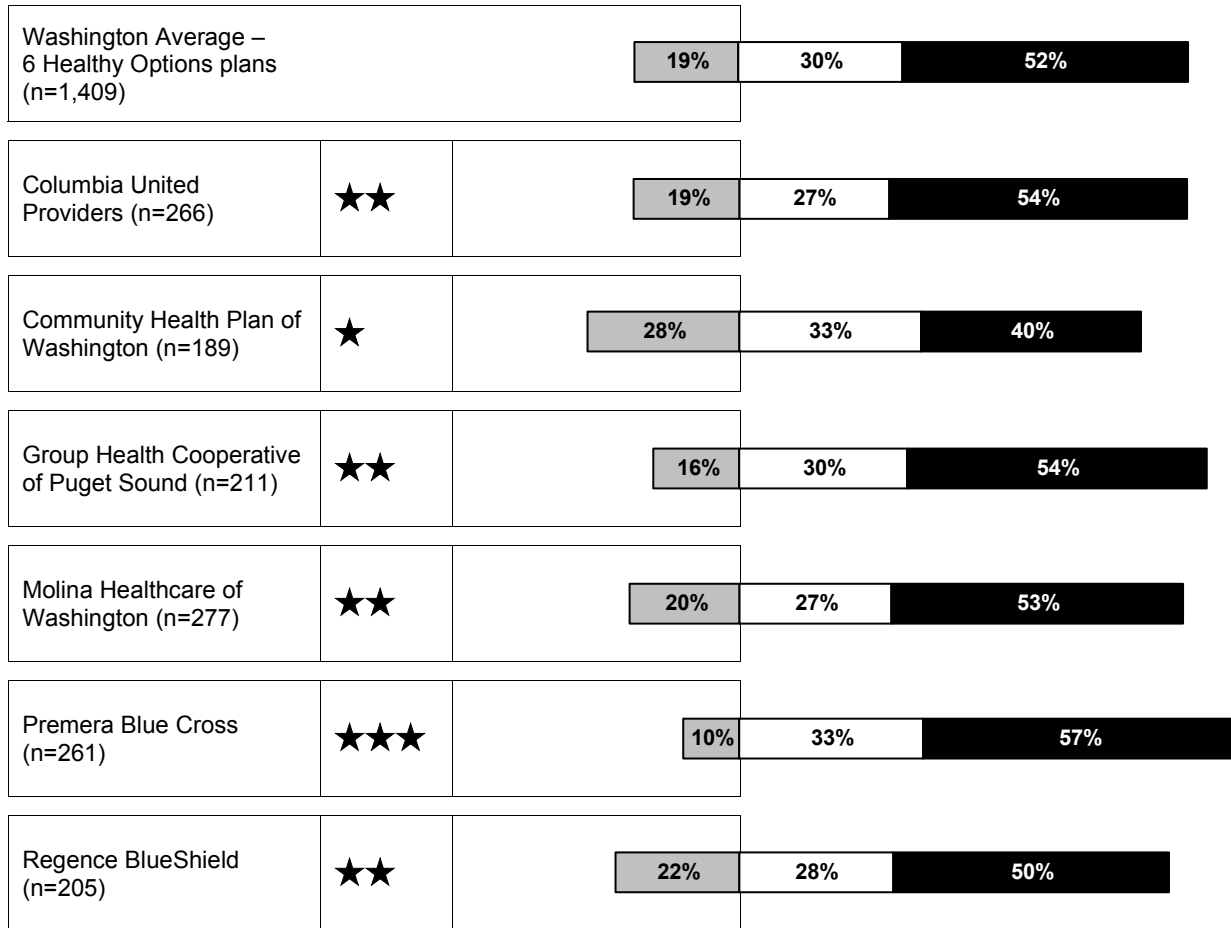 Washington Average –
6 Healthy Options plans
(n=1,409)
19% 30% 52%
Columbia United
Providers (n=266)
★★
19% 27% 54%
Community Health Plan of
Washington (n=189)
★
28% 33% 40%
Group Health Cooperative
of Puget Sound (n=211)
★★
16% 30% 54%
Molina Healthcare of
Washington (n=277)
★★
20% 27% 53%
Premera Blue Cross
(n=261)
★★★
10% 33% 57%
Regence BlueShield
(n=205)
★★
22% 28% 50%